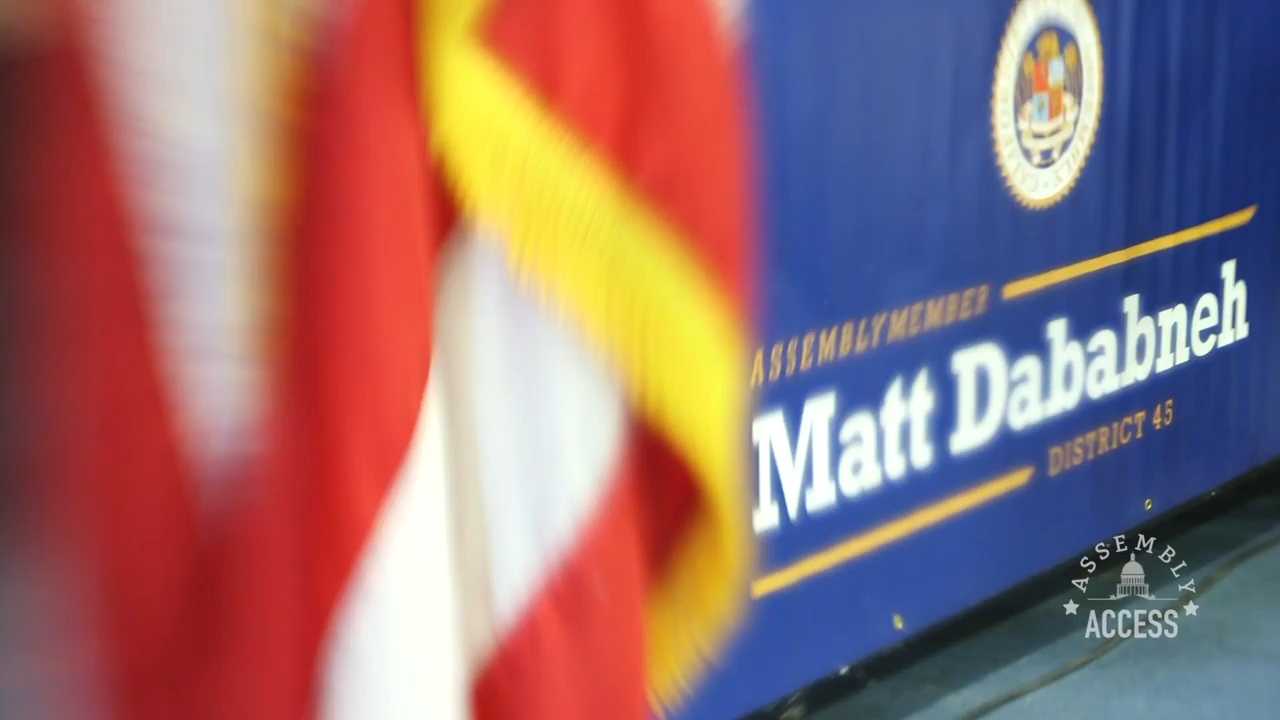 ASSEMBLYMEMBER
Matt Dababneh
DISTRICT 45
ASSEMBLY
ACCESS